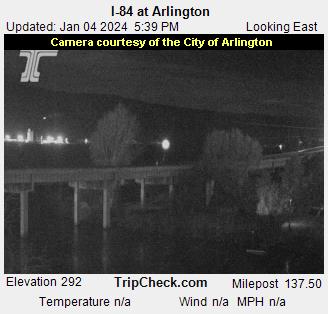 I-84 at Arlington
Updated: Jan 04 2024 5:39 PM Looking East
Camera courtesy of the City of Arlington
Elevation 292 TripCheck.com Milepost 137.50
Temperature n/a Wind n/a MPH n/a